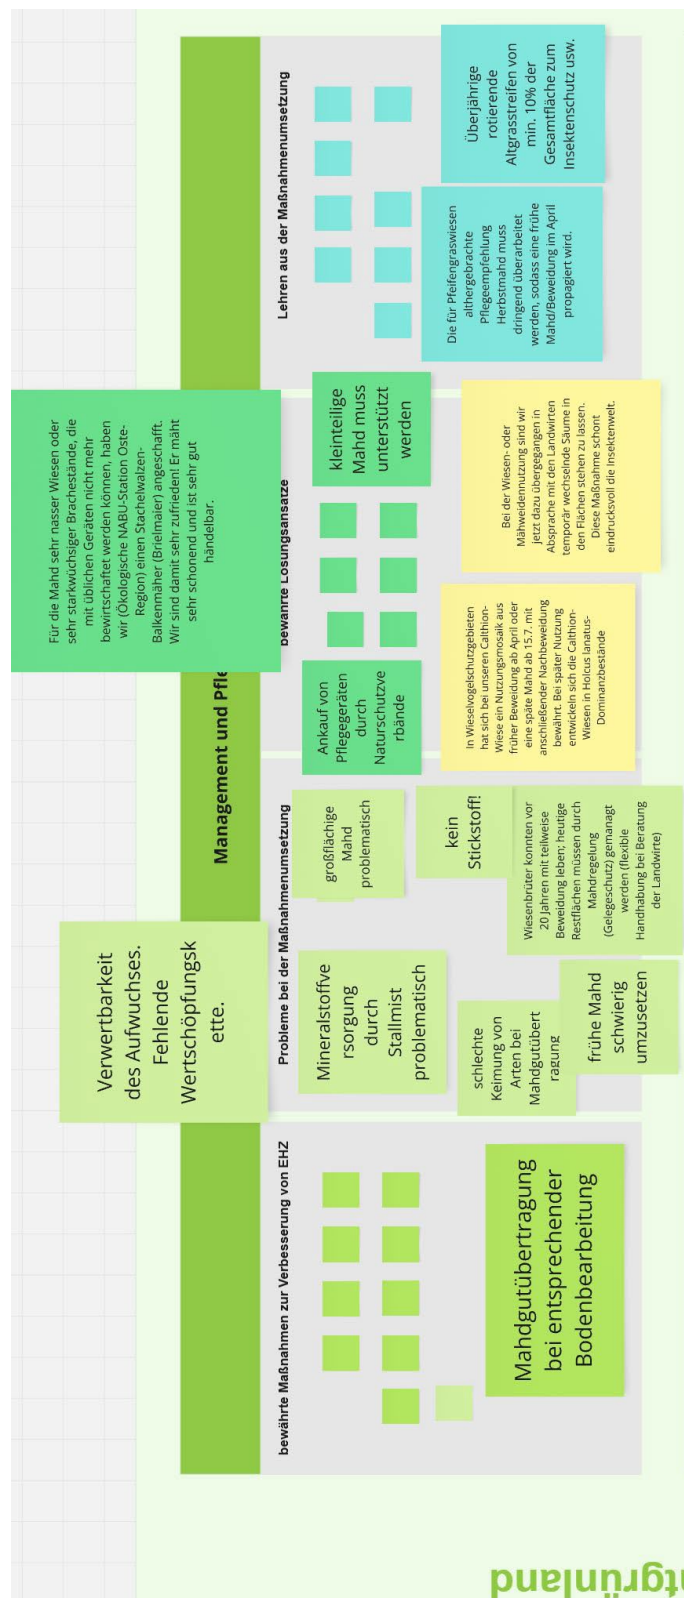 Management und Pfle
bewährte Maßnahmen zur Verbesserung von EHZ
Mahdgutübertragung
bei entsprechender
Bodenbearbeitung
Probleme bei der Maßnahmenumsetzung
Verwertbarkeit
des Aufwuchses.
Fehlende
Wertschöpfungsk
ette.
Mineralstoffve
rsorgung
durch
Stallmist
problematisch
großflächige
Mahd
problematisch
schlechte
Keimung von
Arten bei
Mahdgutübert
ragung
kein
Stickstoff!
frühe Mahd
schwierig
umzusetzen
Wiesenbrüter konnten vor
20 Jahren mit teilweise
Beweidung leben; heutige
Restflächen müssen durch
Mahdregelung
(Gelegeschutz) gemanagt
werden (flexible
Handhabung bei Beratung
der Landwirte)
bewährte Lösungsansätze
Für die Mahd sehr nasser Wiesen oder
sehr starkwüchsiger Brachestände, die
mit üblichen Geräten nicht mehr
bewirtschaftet werden können, haben
wir (Ökologische NABU-Station Oste-
Region) einen Stachelwalzen-
Balkenmäher (Brielmaier) angeschafft.
Wir sind damit sehr zufrieden! Er mäht
sehr schonend und ist sehr gut
händelbar.
Ankauf von
Pflegegeräten
durch
Naturschutzve
rbände
kleinteilige
Mahd muss
unterstützt
werden
In Wieselvogelschutzgebieten
hat sich bei unseren Calthion-
Wiese ein Nutzungsmosaik aus
früher Beweidung ab April oder
eine späte Mahd ab 15.7. mit
anschließender Nachbeweidung
bewährt. Bei später Nutzung
entwickeln sich die Calthion-
Wiesen in Holcus lanatus-
Dominanzbestände
Bei der Wiesen- oder
Mähweidennutzung sind wir
jetzt dazu übergegangen in
Absprache mit den Landwirten
temporär wechselnde Säume in
den Flächen stehen zu lassen.
Diese Maßnahme schont
eindrucksvoll die Insektenwelt.
Lehren aus der Maßnahmenumsetzung
Die für Pfeifengraswiesen
althergebrachte
Pflegeempfehlung
Herbstmahd muss
dringend überarbeitet
werden, sodass eine frühe
Mahd/Beweidung im April
propagiert wird.
Überjährige
rotierende
Altgrasstreifen von
min. 10% der
Gesamtfläche zum
Insektenschutz usw.
tgrünland